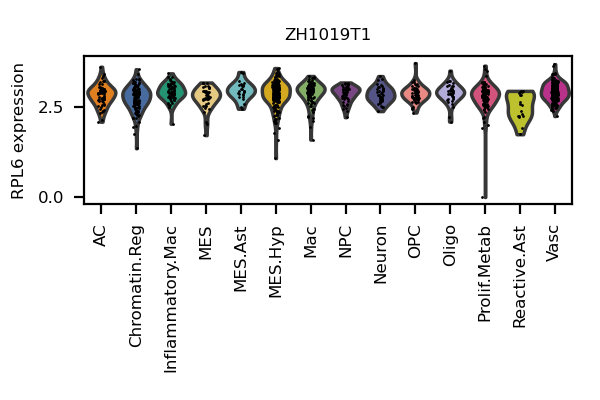 ZH1019T1
RPL6 expression
2.5
0.0
AC
Chromatin.Reg
Inflammatory.Mac
MES
MES.Ast
MES.Hyp
Mac
NPC
Neuron
OPC
Oligo
Prolif.Metab
Reactive.Ast
Vasc